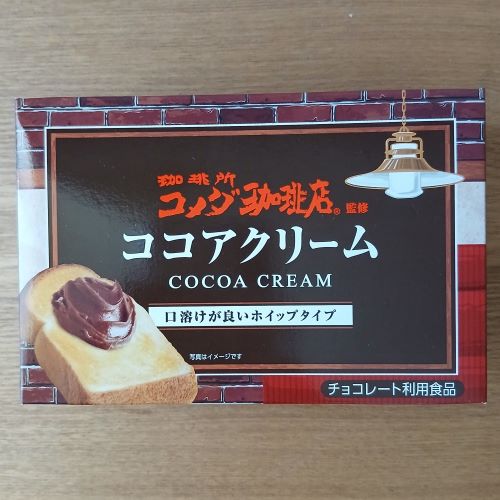 珈琲所
コメダ珈琲店® 監修
ココアクリーム
COCOA CREAM
口溶けが良いホイップタイプ
写真はイメージです
チョコレート利用食品